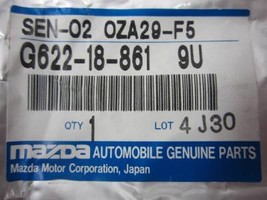 SEN-O2 OZA29-F5
G622-18-861 9U
QTY 1 LOT 4 J30
mazda AUTOMOBILE GENUINE PARTS
Mazda Motor Corporation, Japan